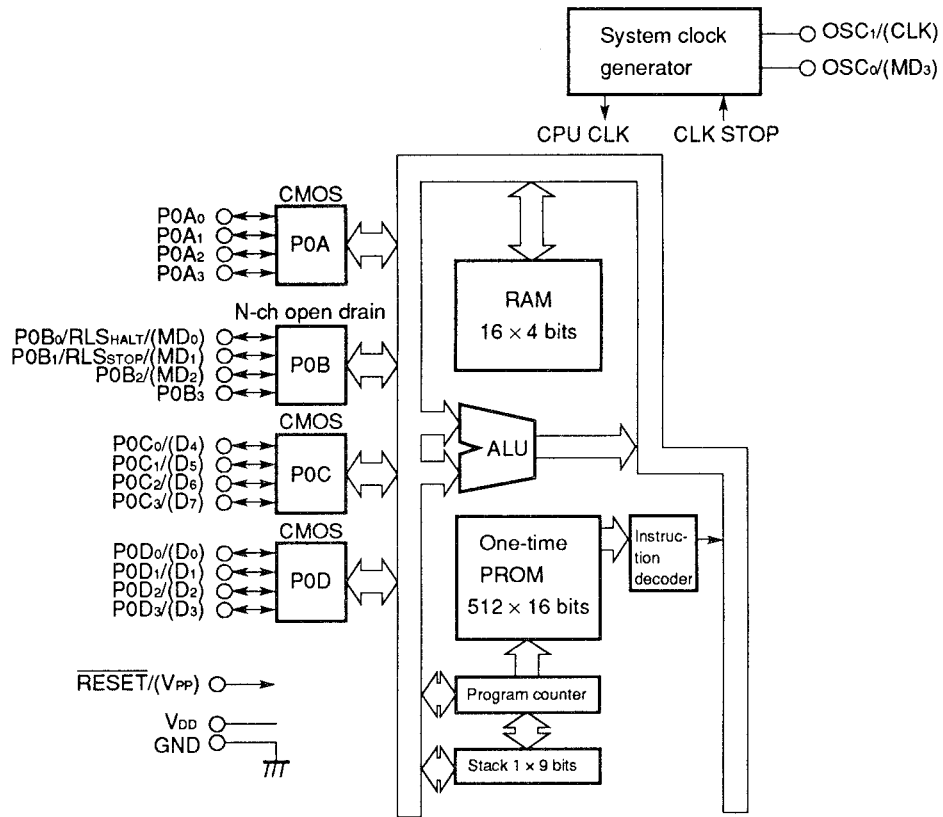 System clock
generator
OSC₁/(CLK)
OSC₀/(MD₃)
CPU CLK
CLK STOP
CMOS
P0A₀
P0A₁
P0A₂
P0A₃
P0A
N-ch open drain
P0B₀/RLSHALT/(MD₀)
P0B₁/RLSSTOP/(MD₁)
P0B₂/(MD₂)
P0B₃
P0B
CMOS
P0C₀/(D₄)
P0C₁/(D₅)
P0C₂/(D₆)
P0C₃/(D₇)
P0C
CMOS
P0D₀/(D₀)
P0D₁/(D₁)
P0D₂/(D₂)
P0D₃/(D₃)
P0D
RESET/(VPP)
VDD
GND
RAM
16 × 4 bits
ALU
One-time
PROM
512 × 16 bits
Instruc-
tion
decoder
Program counter
Stack 1 × 9 bits